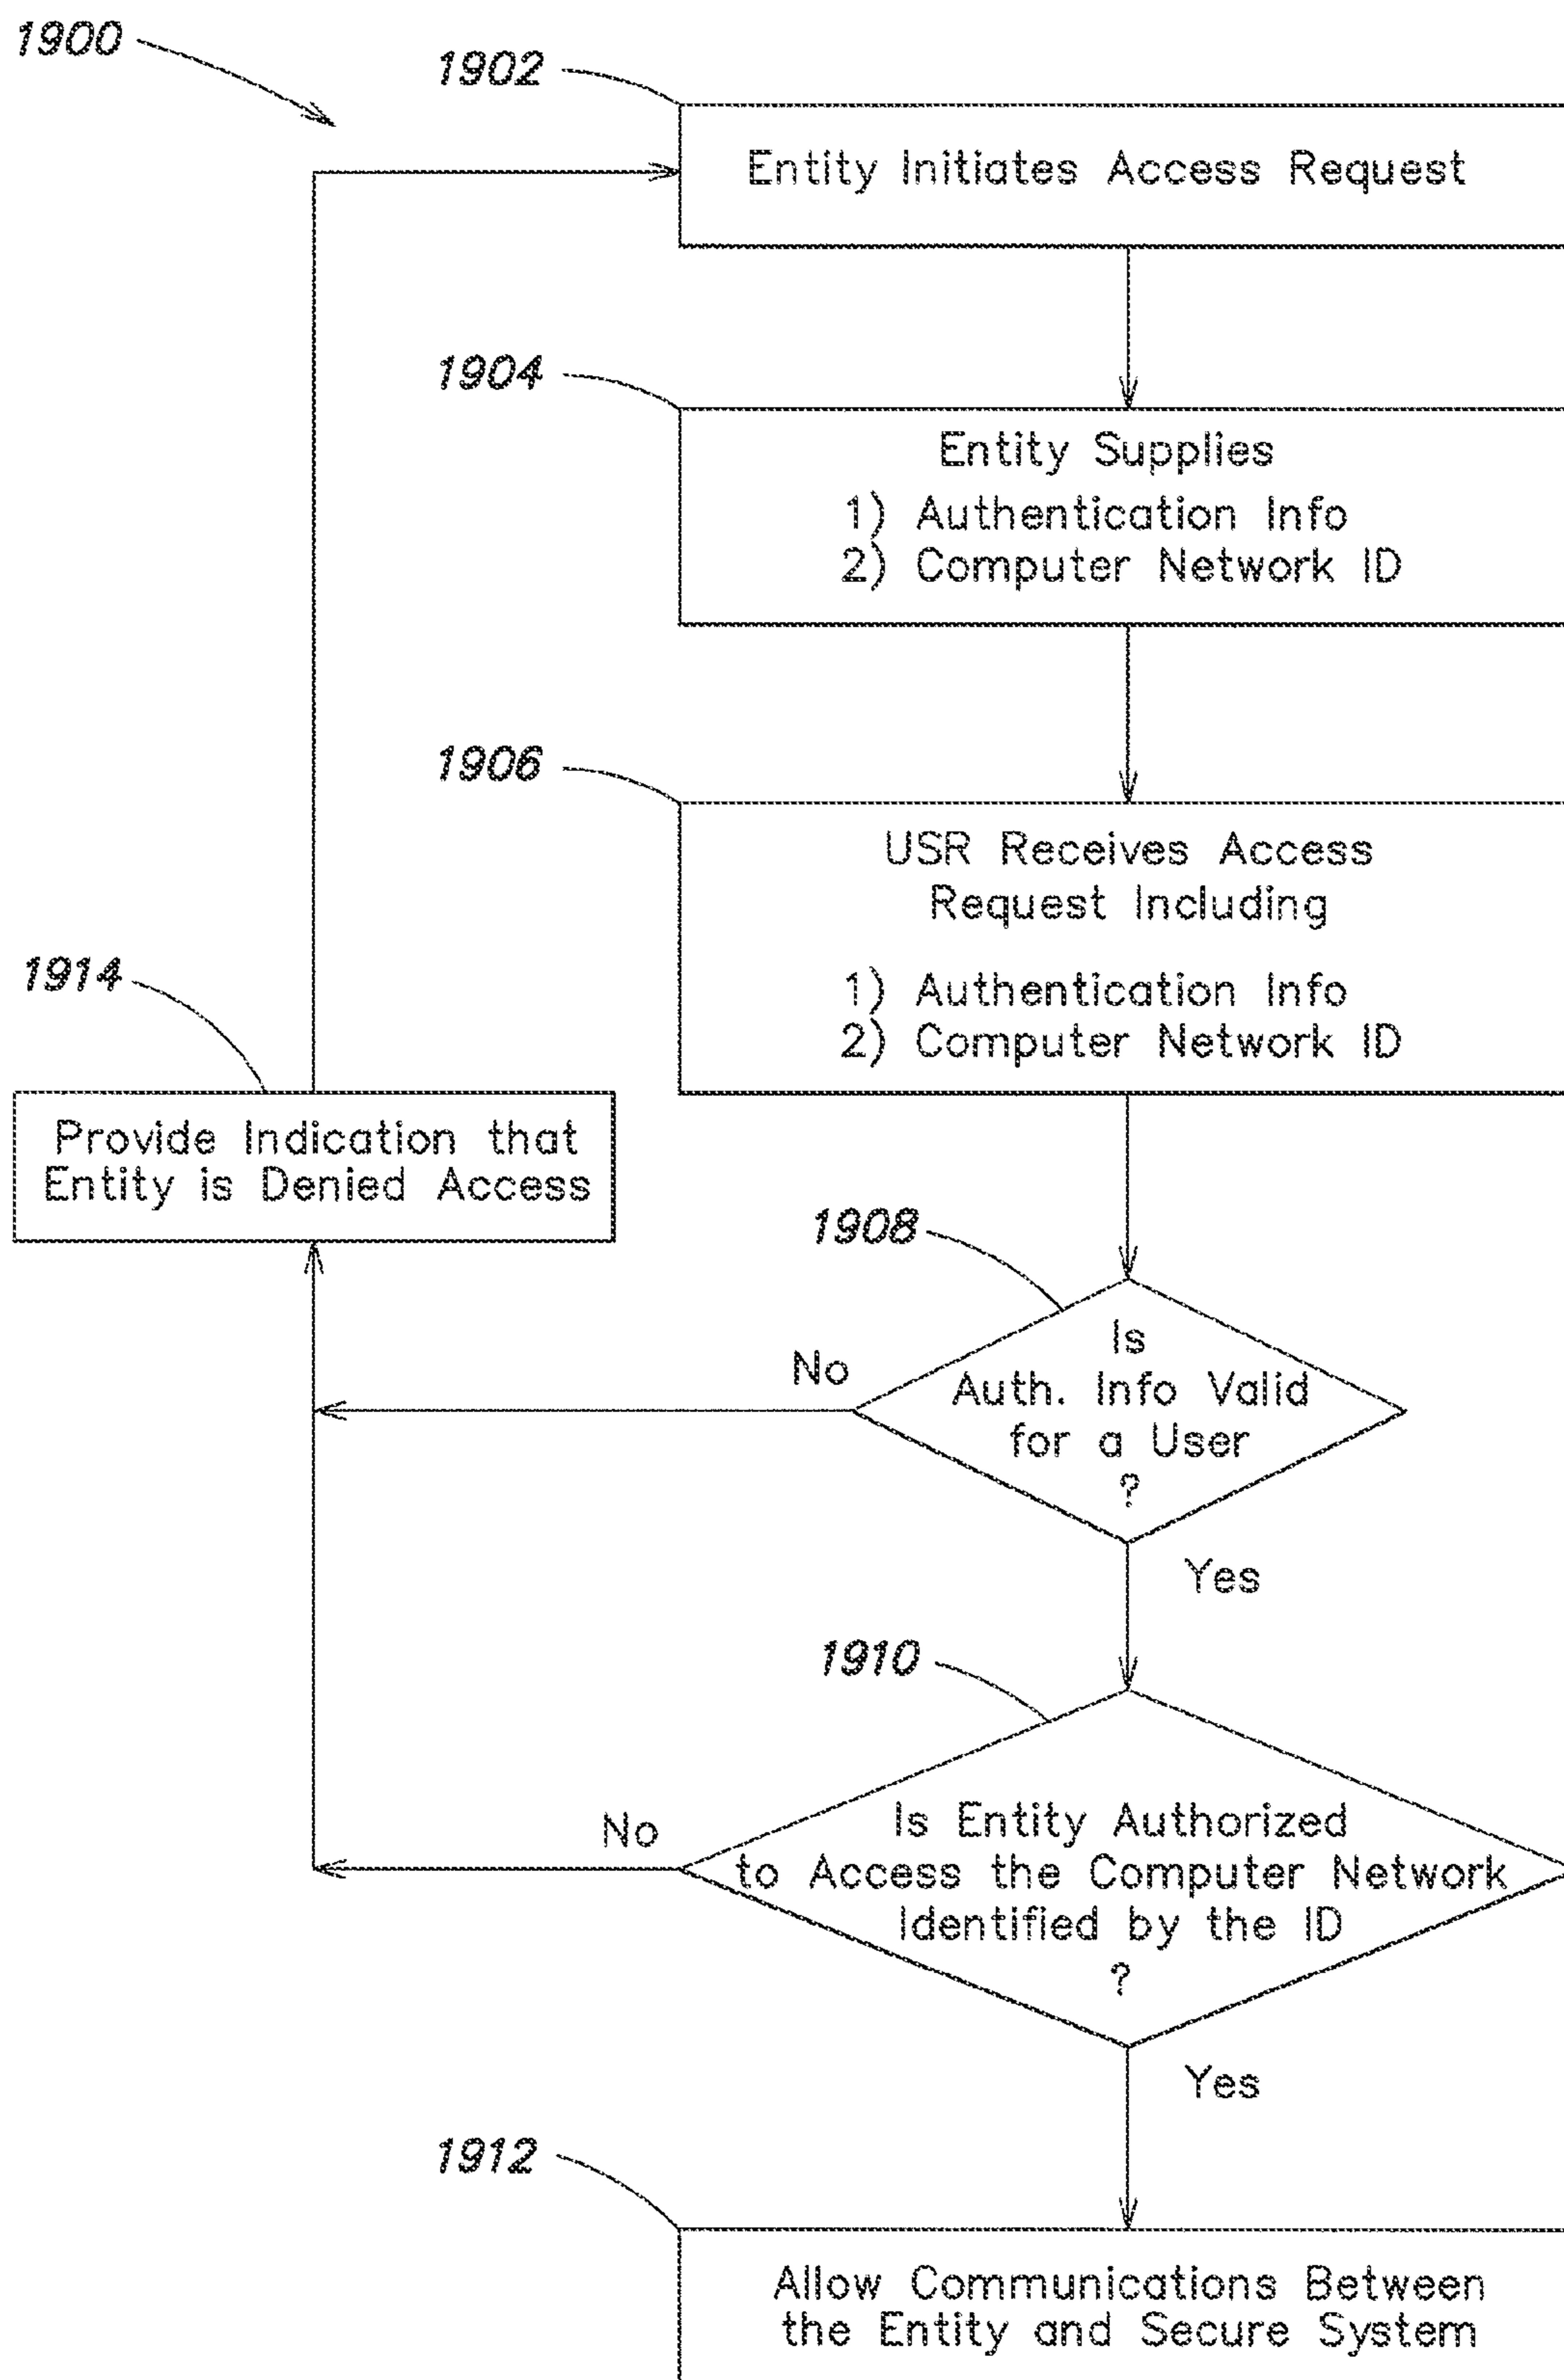 1900
1902
Entity Initiates Access Request
1904
Entity Supplies
1) Authentication Info
2) Computer Network ID
1906
USR Receives Access
Request Including
1) Authentication Info
2) Computer Network ID
1914
Provide Indication that
Entity is Denied Access
1908
Is
Auth. Info Valid
for a User
?
No
Yes
1910
Is Entity Authorized
to Access the Computer Network
Identified by the ID
?
No
Yes
1912
Allow Communications Between
the Entity and Secure System